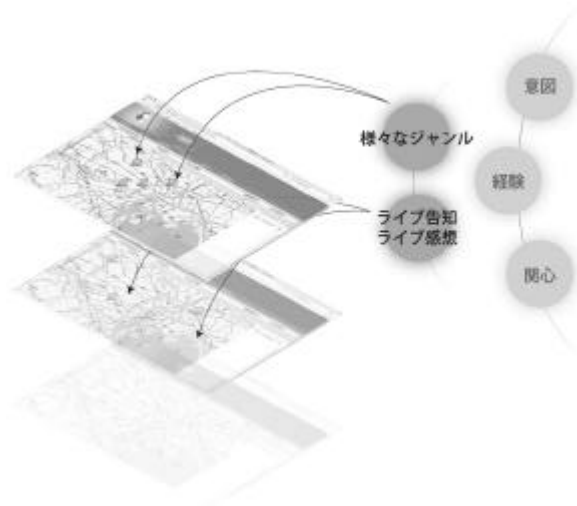 意図
様々なジャンル
経験
ライブ告知
ライブ感想
関心